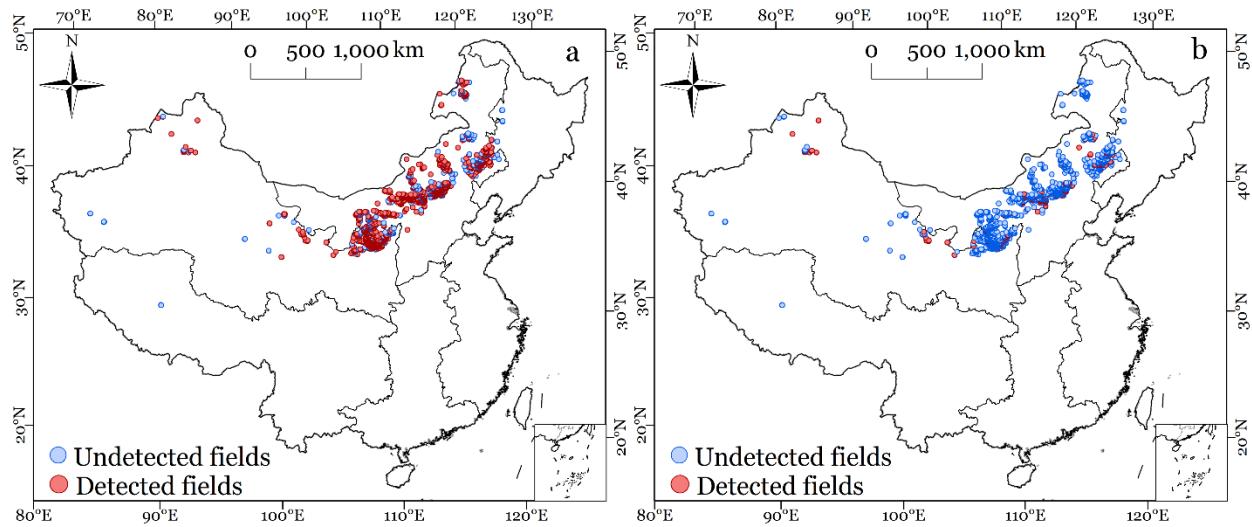 70°E 80°E 90°E 100°E 110°E 120°E 130°E
N
0 500 1,000 km
a
50°N
40°N
30°N
20°N
50°N
40°N
30°N
20°N
Undetected fields
Detected fields
80°E 90°E 100°E 110°E 120°E
70°E 80°E 90°E 100°E 110°E 120°E 130°E
N
0 500 1,000 km
b
50°N
40°N
30°N
20°N
50°N
40°N
30°N
20°N
Undetected fields
Detected fields
80°E 90°E 100°E 110°E 120°E